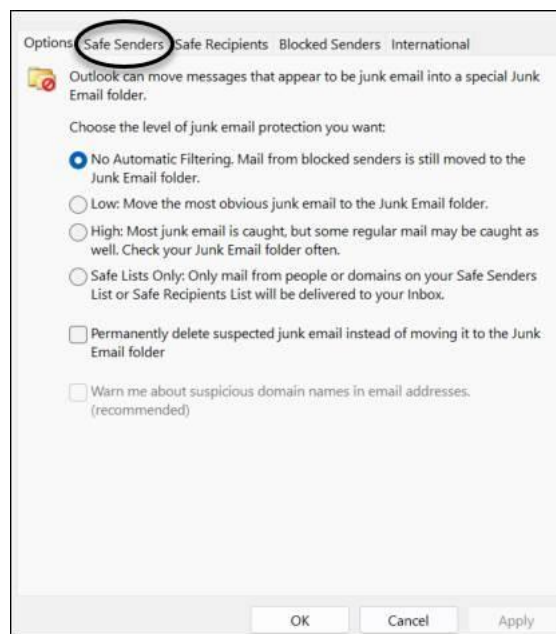 Options Safe Senders Safe Recipients Blocked Senders International
Outlook can move messages that appear to be junk email into a special Junk
Email folder.
Choose the level of junk email protection you want:
No Automatic Filtering. Mail from blocked senders is still moved to the
Junk Email folder.
Low: Move the most obvious junk email to the Junk Email folder.
High: Most junk email is caught, but some regular mail may be caught as
well. Check your Junk Email folder often.
Safe Lists Only: Only mail from people or domains on your Safe Senders
List or Safe Recipients List will be delivered to your Inbox.
Permanently delete suspected junk email instead of moving it to the Junk
Email folder
Warn me about suspicious domain names in email addresses.
(recommended)
OK Cancel Apply